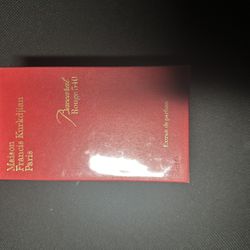 Maison
Francis Kurkdjian
Paris
Baccarat
Rouge 540
Extrait de parfum